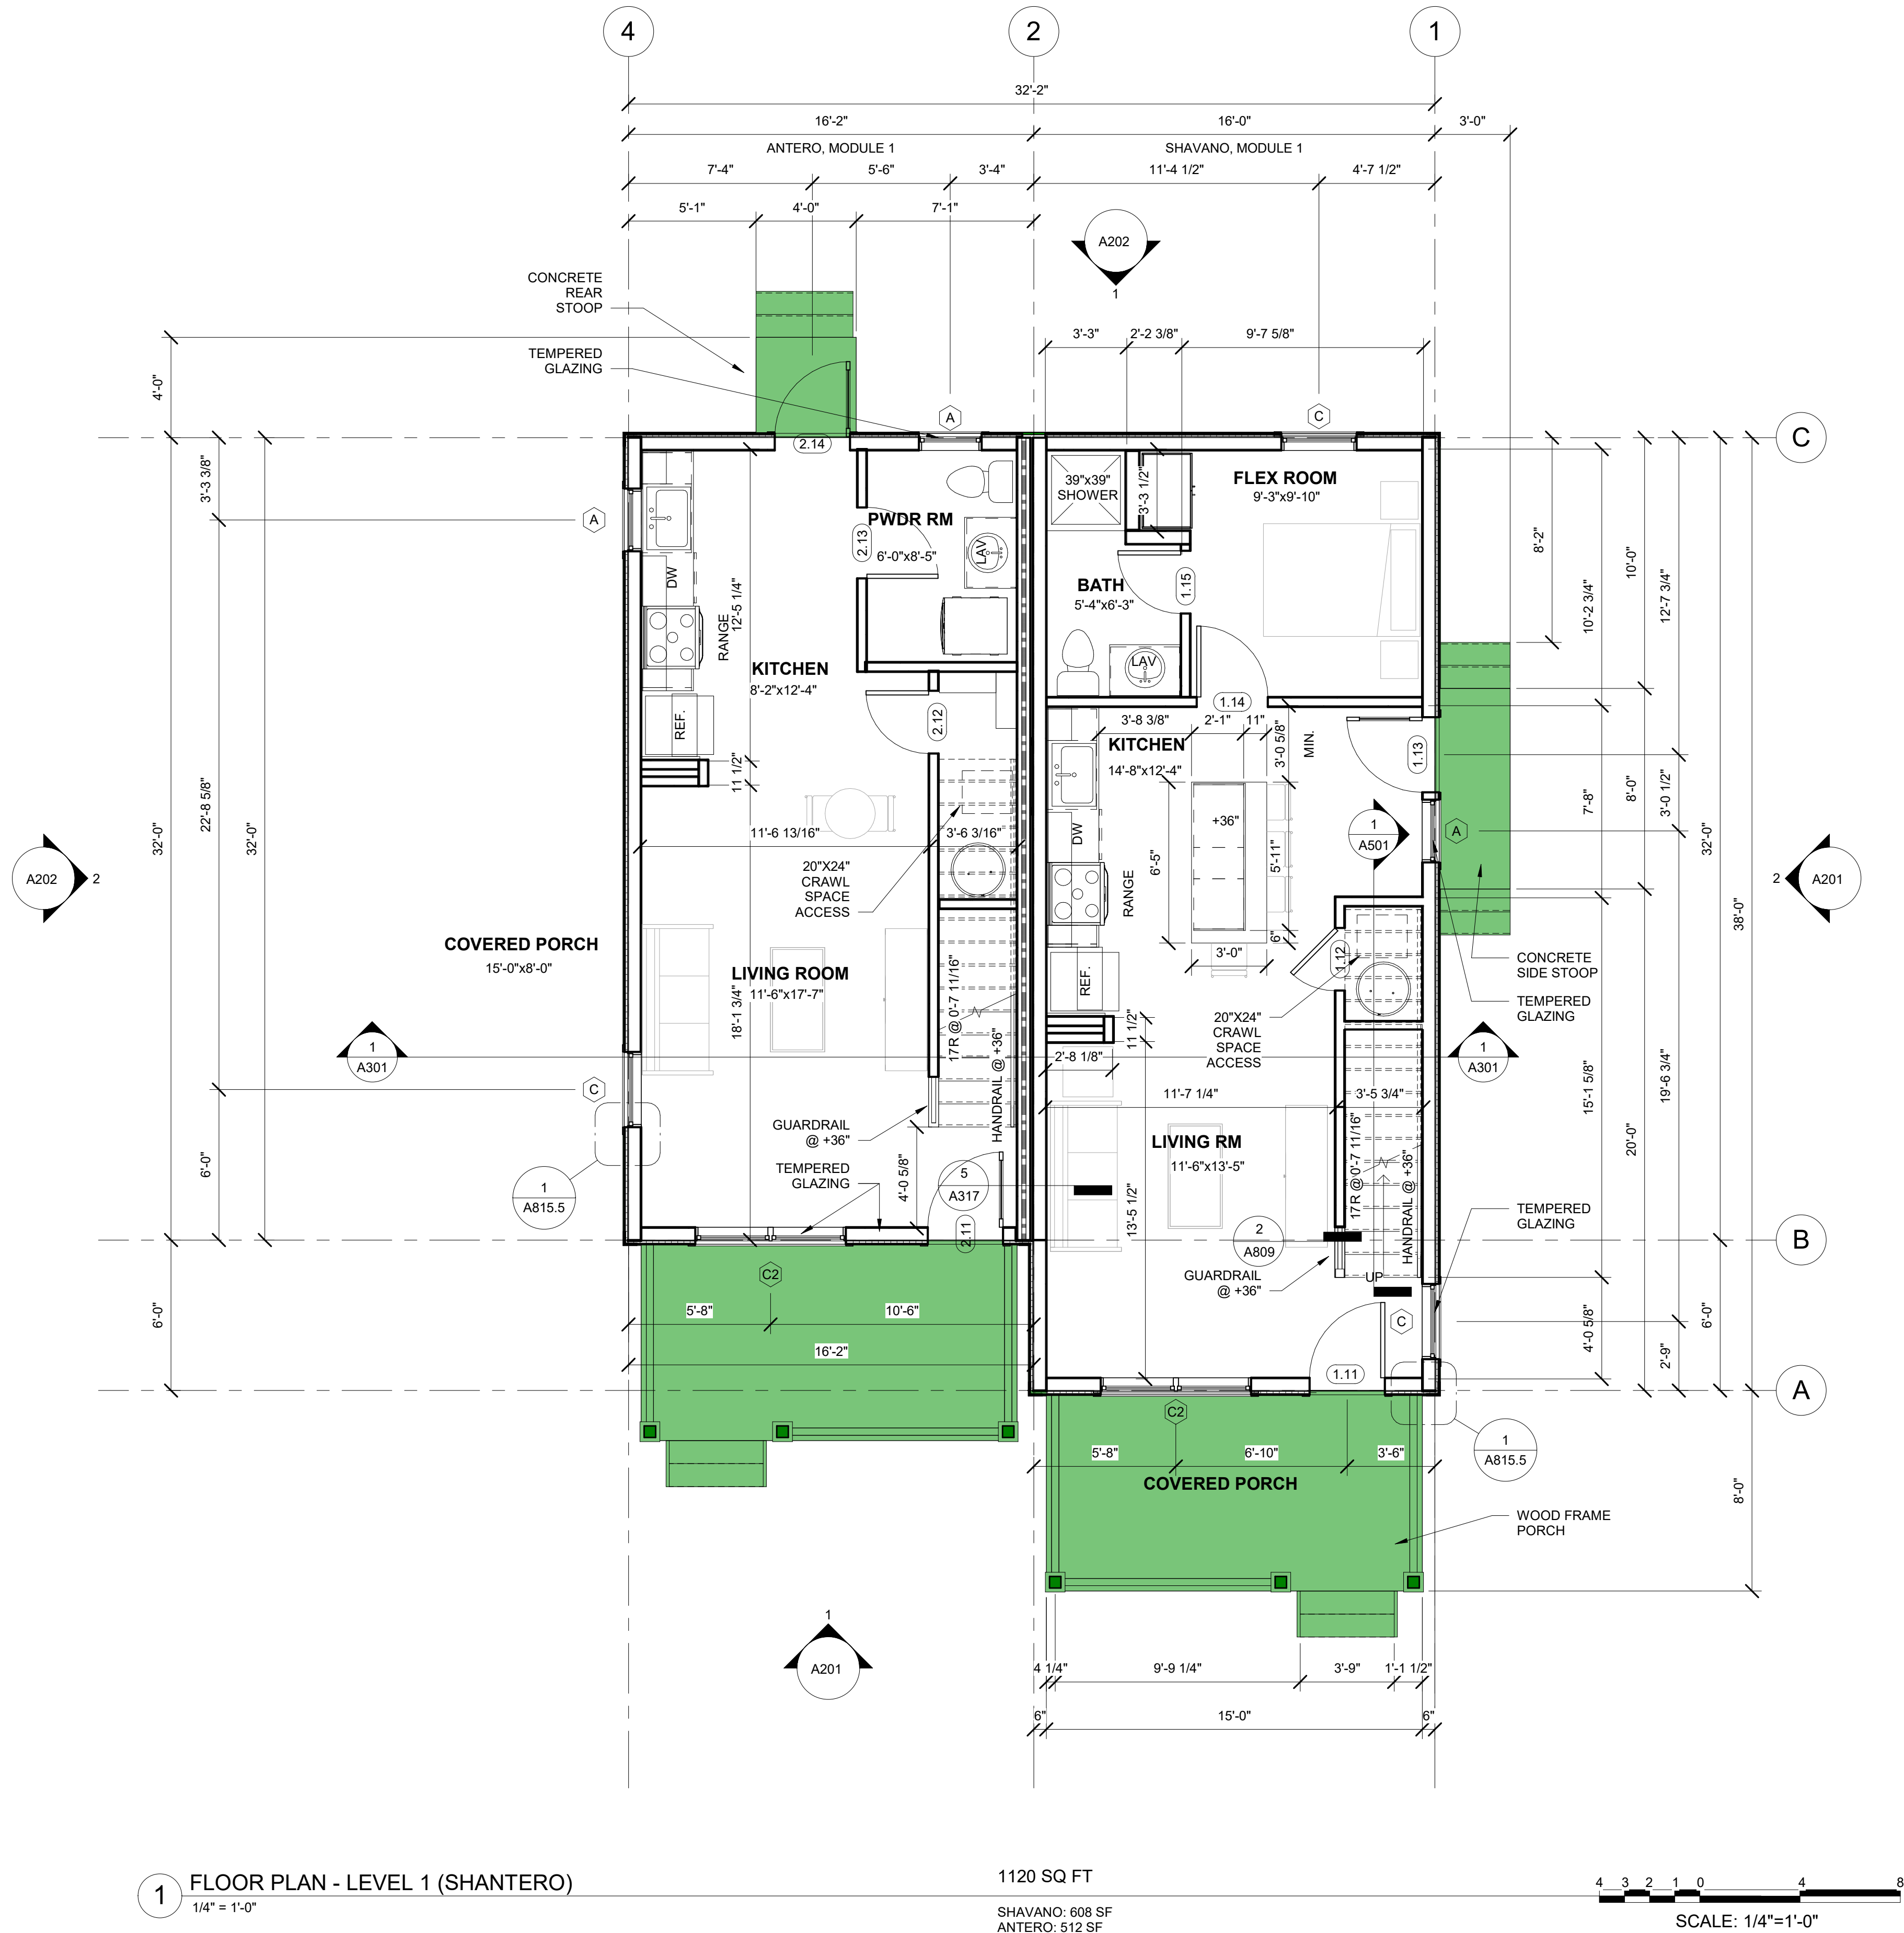 4
2
1
32'-2"
16'-2"
16'-0"
3'-0"
ANTERO, MODULE 1
SHAVANO, MODULE 1
7'-4"
5'-6"
3'-4"
11'-4 1/2"
4'-7 1/2"
5'-1"
4'-0"
7'-1"
A202
1
CONCRETE
REAR
STOOP
TEMPERED
GLAZING
3'-3"
2'-2 3/8"
9'-7 5/8"
4'-0"
A
C
C
2.14
3'-3 3/8"
39"x39"
SHOWER
3'-3 1/2"
FLEX ROOM
9'-3"x9'-10"
A
PWDR RM
2.13
6'-0"x8'-5"
LAV
DW
RANGE
12'-5 1/4"
BATH
5'-4"x6'-3"
1.15
8'-2"
10'-0"
10'-2 3/4"
12'-7 3/4"
KITCHEN
8'-2"x12'-4"
LAV
REF.
2.12
1.14
3'-8 3/8"
2'-1"
11"
3'-0 5/8"
MIN.
KITCHEN
14'-8"x12'-4"
1.13
11 1/2"
32'-0"
22'-8 5/8"
32'-0"
11'-6 13/16"
3'-6 3/16"
+36"
DW
RANGE
6'-5"
5'-11"
1
A501
A
7'-8"
8'-0"
3'-0 1/2"
32'-0"
38'-0"
A202
2
20"X24"
CRAWL
SPACE
ACCESS
2
A201
COVERED PORCH
15'-0"x8'-0"
LIVING ROOM
11'-6"x17'-7"
18'-1 3/4"
17R @ 0'-7 11/16"
HANDRAIL @ +36"
6"
3'-0"
REF.
1.12
CONCRETE
SIDE STOOP
TEMPERED
GLAZING
20"X24"
CRAWL
SPACE
ACCESS
11 1/2"
2'-8 1/8"
1
A301
1
A301
C
11'-7 1/4"
3'-5 3/4"
15'-1 5/8"
19'-6 3/4"
20'-0"
GUARDRAIL
@ +36"
LIVING RM
11'-6"x13'-5"
17R @ 0'-7 11/16"
HANDRAIL @ +36"
6'-0"
TEMPERED
GLAZING
4'-0 5/8"
5
A317
13'-5 1/2"
1
A815.5
TEMPERED
GLAZING
2.11
2
A809
B
C2
GUARDRAIL
@ +36"
UP
6'-0"
5'-8"
10'-6"
C
4'-0 5/8"
6'-0"
2'-9"
16'-2"
1.11
A
C2
5'-8"
6'-10"
3'-6"
1
A815.5
COVERED PORCH
8'-0"
WOOD FRAME
PORCH
1
A201
4 1/4"
9'-9 1/4"
3'-9"
1'-1 1/2"
6"
15'-0"
6"
1
FLOOR PLAN - LEVEL 1 (SHANTERO)
1/4" = 1'-0"
1120 SQ FT
SHAVANO: 608 SF
ANTERO: 512 SF
4 3 2 1 0 4 8
SCALE: 1/4"=1'-0"